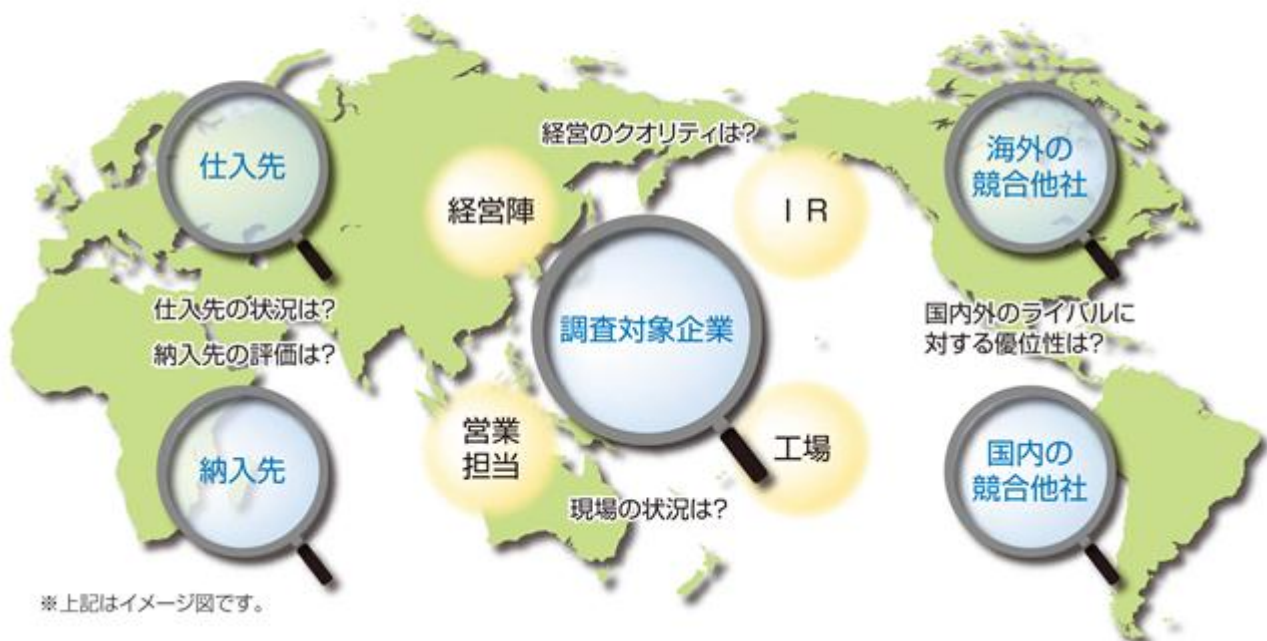 経営のクオリティは?
仕入先
経営陣
I R
海外の
競合他社
調査対象企業
仕入先の状況は?
納入先の評価は?
国内外のライバルに
対する優位性は?
納入先
営業
担当
工場
国内の
競合他社
現場の状況は?
※上記はイメージ図です。